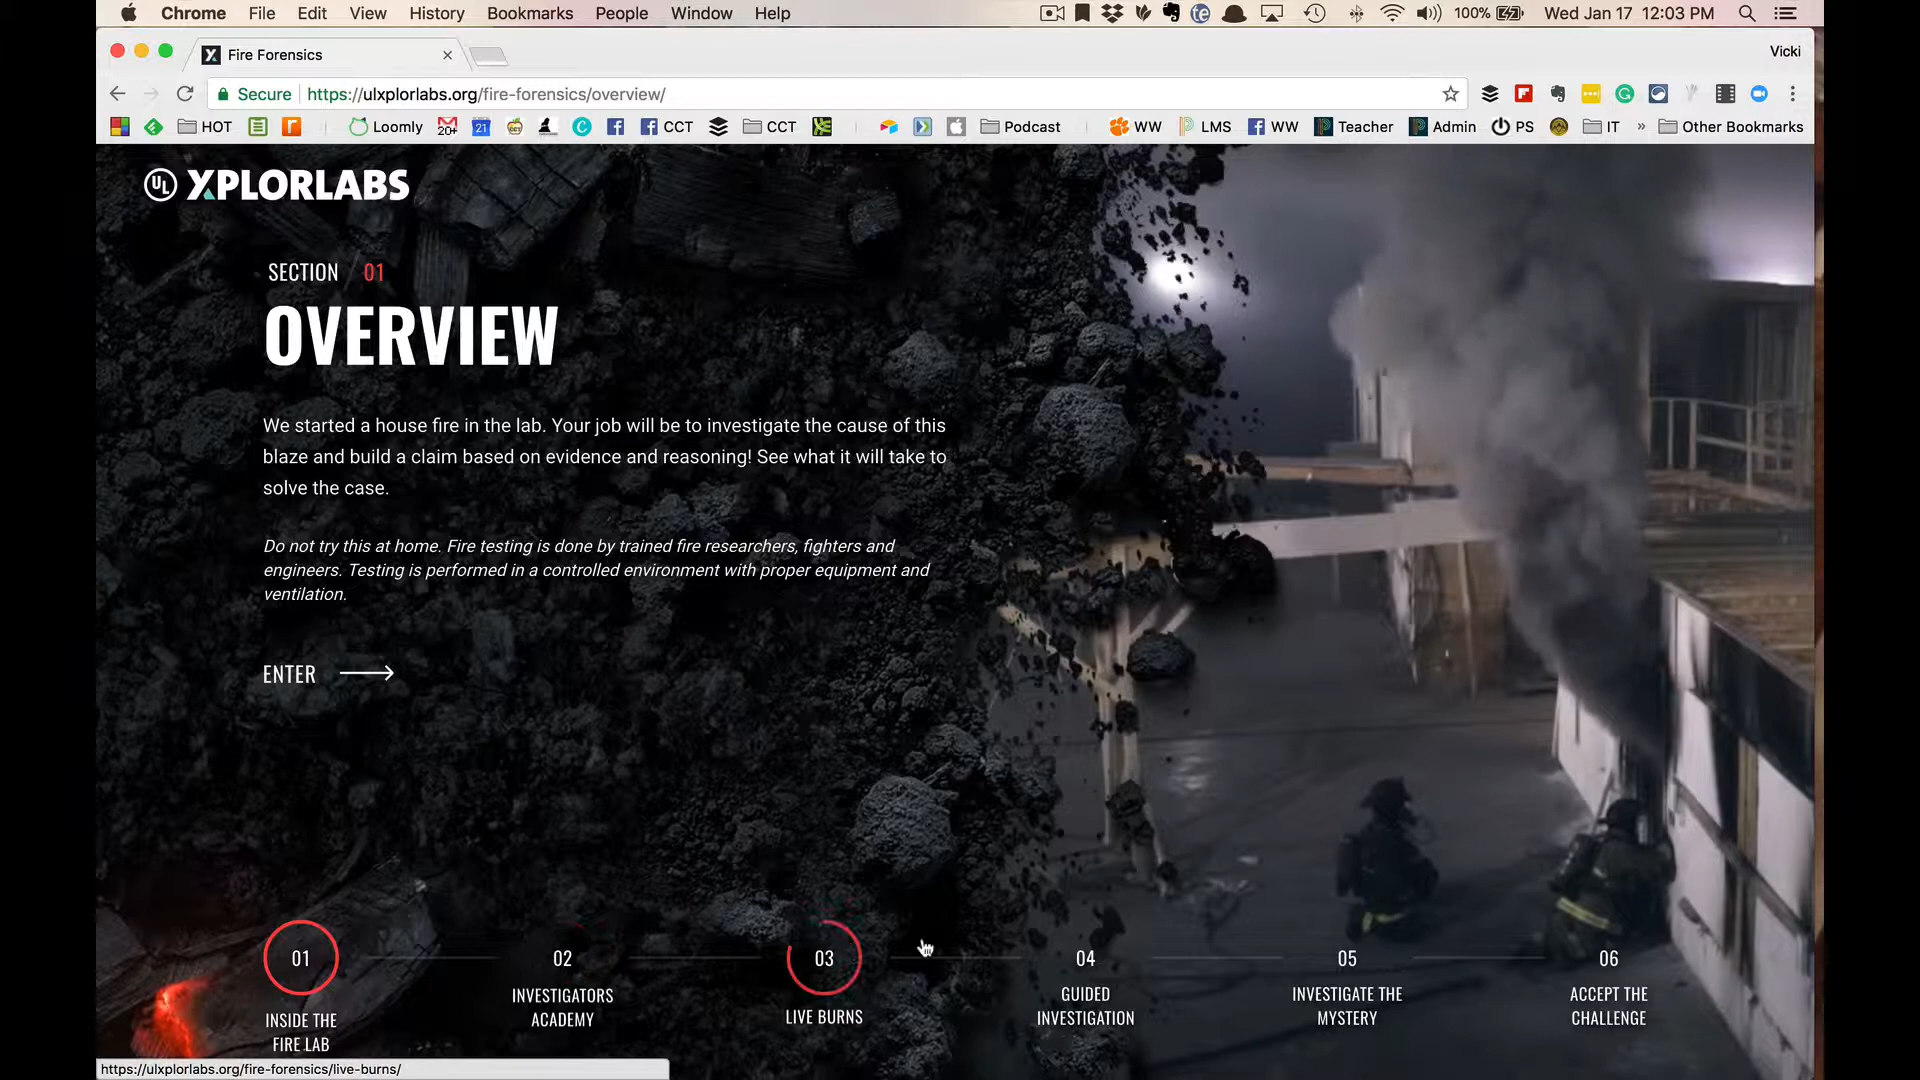 Chrome File Edit View History Bookmarks People Window Help 100% Wed Jan 17 12:03 PM
Fire Forensics Vicki
Secure https://ulxplorlabs.org/fire-forensics/overview/
HOT Loomly 20+ 21 CCT CCT Podcast WW LMS WW Teacher Admin PS IT » Other Bookmarks
UL XPLORLABS
SECTION 01
OVERVIEW
We started a house fire in the lab. Your job will be to investigate the cause of this
blaze and build a claim based on evidence and reasoning! See what it will take to
solve the case.
Do not try this at home. Fire testing is done by trained fire researchers, fighters and
engineers. Testing is performed in a controlled environment with proper equipment and
ventilation.
ENTER
01 02 03 04 05 06
INSIDE THE
FIRE LAB
INVESTIGATORS
ACADEMY
LIVE BURNS
GUIDED
INVESTIGATION
INVESTIGATE THE
MYSTERY
ACCEPT THE
CHALLENGE
https://ulxplorlabs.org/fire-forensics/live-burns/